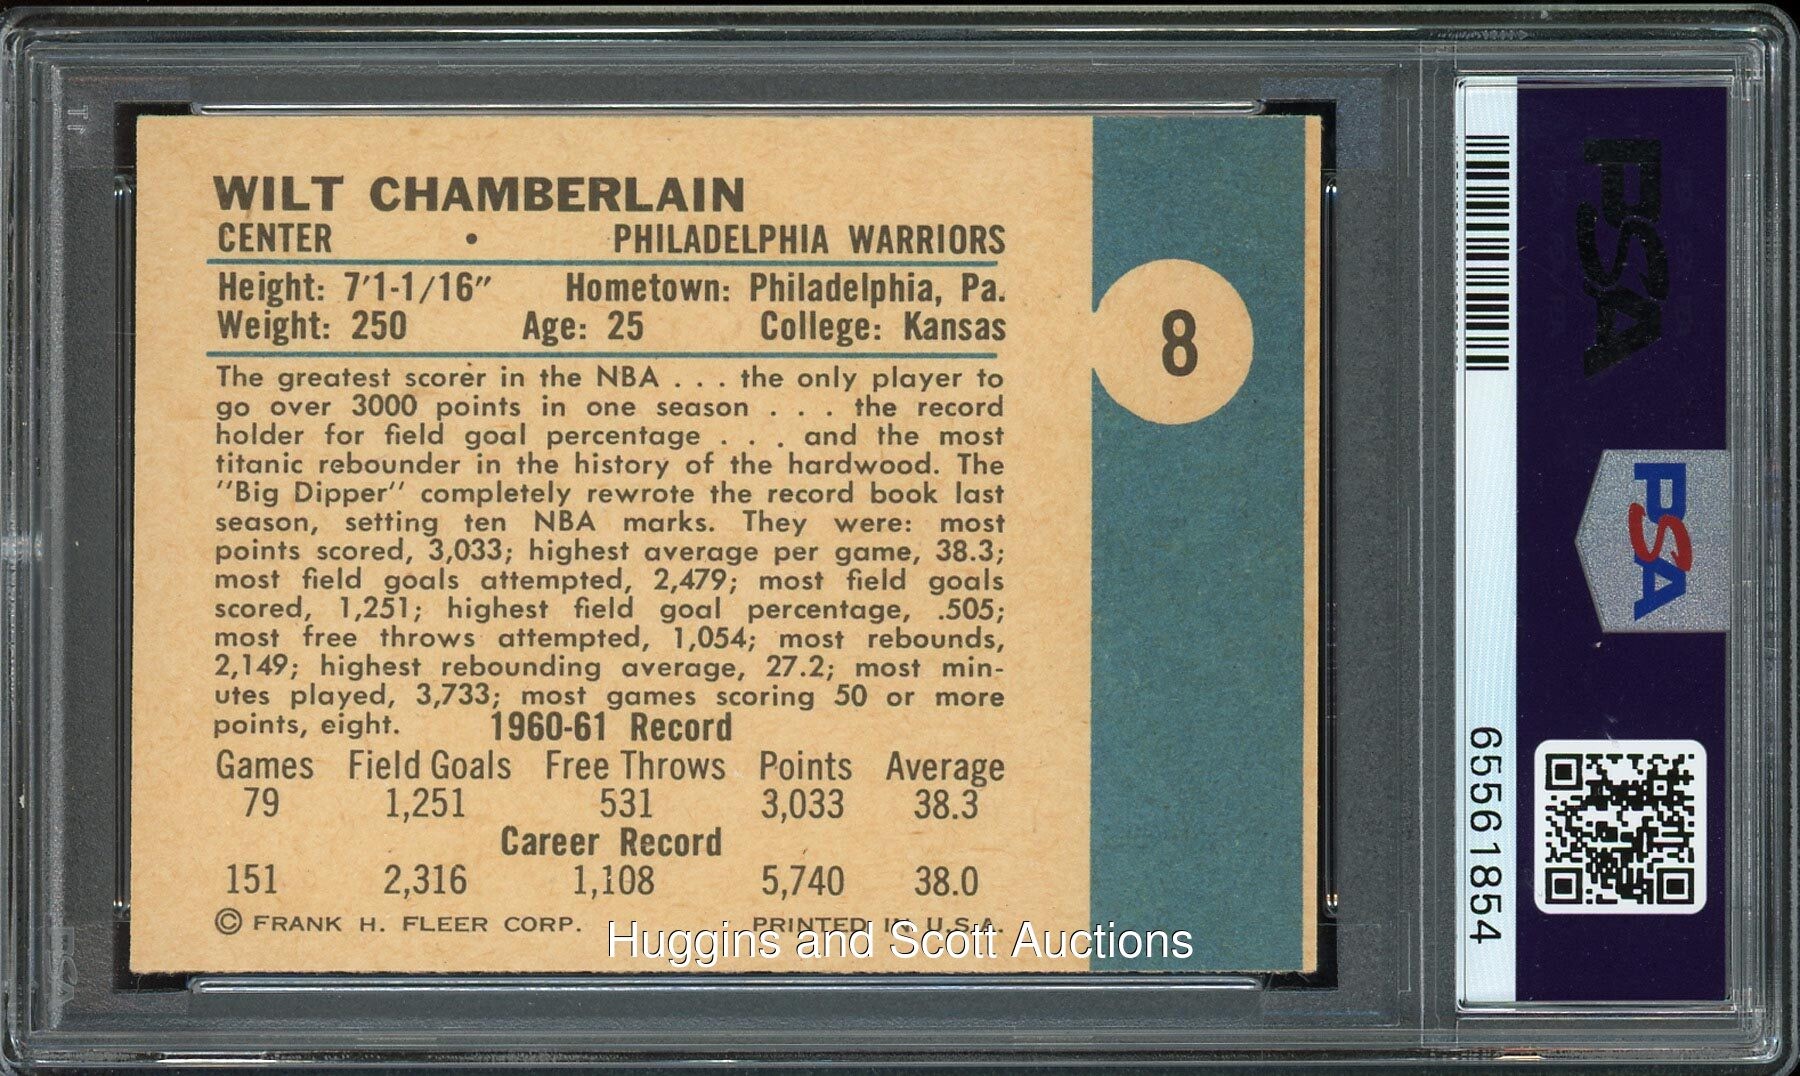 WILT CHAMBERLAIN
CENTER • PHILADELPHIA WARRIORS
Height: 7'1-1/16" Hometown: Philadelphia, Pa.
Weight: 250 Age: 25 College: Kansas
8
The greatest scorer in the NBA . . . the only player to
go over 3000 points in one season . . . the record
holder for field goal percentage . . . and the most
titanic rebounder in the history of the hardwood. The
"Big Dipper" completely rewrote the record book last
season, setting ten NBA marks. They were: most
points scored, 3,033; highest average per game, 38.3;
most field goals attempted, 2,479; most field goals
scored, 1,251; highest field goal percentage, .505;
most free throws attempted, 1,054; most rebounds,
2,149; highest rebounding average, 27.2; most min-
utes played, 3,733; most games scoring 50 or more
points, eight. 1960-61 Record
Games Field Goals Free Throws Points Average
79 1,251 531 3,033 38.3
Career Record
151 2,316 1,108 5,740 38.0
© FRANK H. FLEER CORP. PRINTED IN U.S.A.
Huggins and Scott Auctions
PSA
PSA
65561854